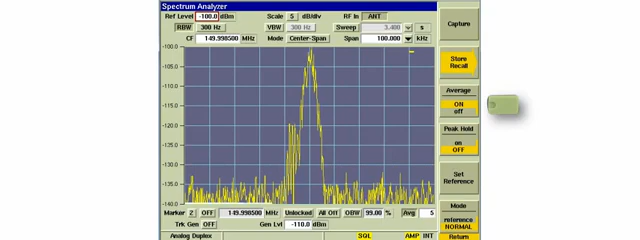 Spectrum Analyzer
Ref Level -100.0 dBm Scale 5 dB/div RF In ANT
RBW 300 Hz VBW 300 Hz Sweep 3.400 s
CF 149.998500 MHz Mode Center-Span Span 100.000 kHz
-100.0
-105.0
-110.0
-115.0
-120.0
-125.0
-130.0
-135.0
-140.0
Marker 2 OFF 149.998500 MHz Unlocked All Off OBW 99.00 % Avg 5
Trk Gen OFF Gen Lvl -110.0 dBm
Analog Duplex SQL AMP INT
Capture
Store
Recall
Average
ON
off
Peak Hold
on
OFF
Set
Reference
Mode
reference
NORMAL
Return